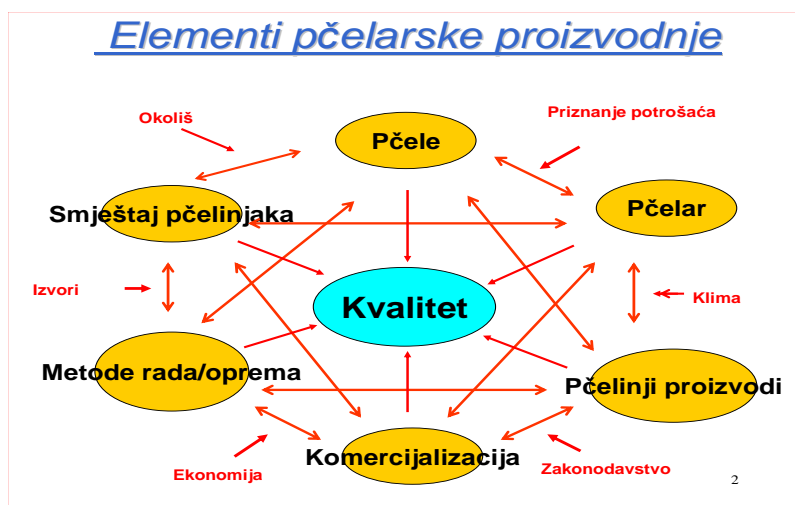 Elementi pčelarske proizvodnje
Okoliš
Priznanje potrošaća
Pčele
Smještaj pčelinjaka
Pčelar
Izvori
Kvalitet
Klima
Metode rada/oprema
Pčelinji proizvodi
Komercijalizacija
Ekonomija
Zakonodavstvo
2